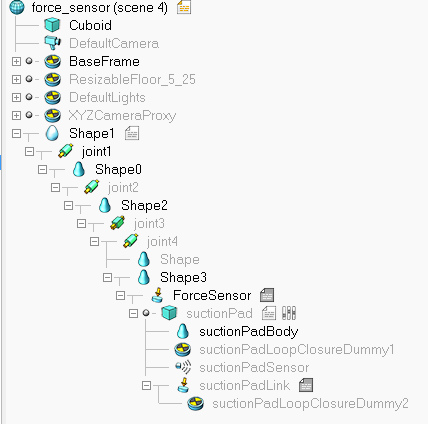 force_sensor (scene 4)
Cuboid
DefaultCamera
BaseFrame
ResizableFloor_5_25
DefaultLights
XYZCameraProxy
Shape1
joint1
Shape0
joint2
Shape2
joint3
joint4
Shape
Shape3
ForceSensor
suctionPad
suctionPadBody
suctionPadLoopClosureDummy1
suctionPadSensor
suctionPadLink
suctionPadLoopClosureDummy2